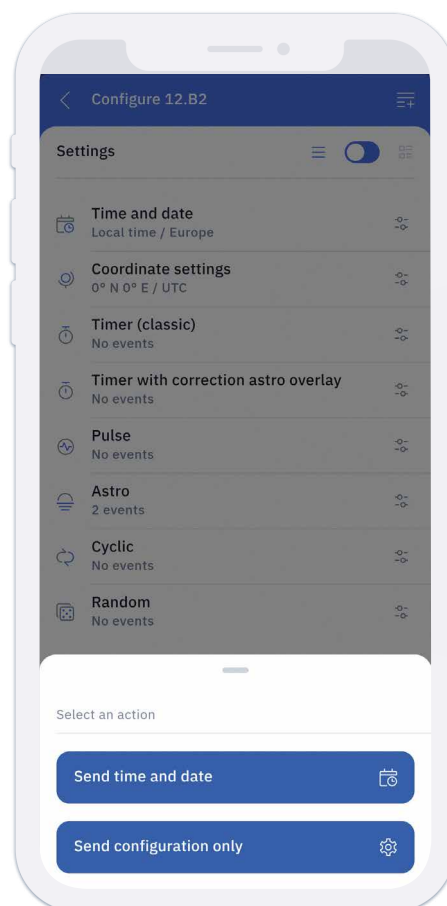 Configure 12.B2
Settings
Time and date
Local time / Europe
Coordinate settings
0° N 0° E / UTC
Timer (classic)
No events
Timer with correction astro overlay
No events
Pulse
No events
Astro
2 events
Cyclic
No events
Random
No events
Select an action
Send time and date
Send configuration only